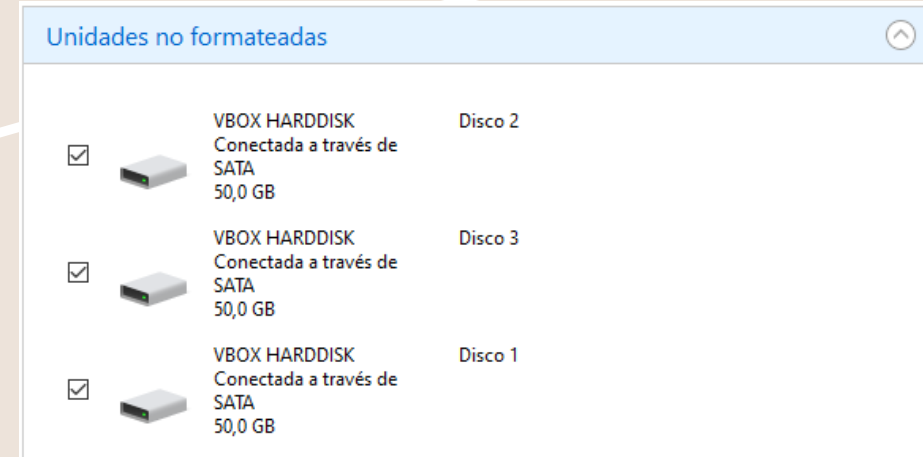 Unidades no formateadas
VBOX HARDDISK Disco 2
Conectada a través de
SATA
50,0 GB
VBOX HARDDISK Disco 3
Conectada a través de
SATA
50,0 GB
VBOX HARDDISK Disco 1
Conectada a través de
SATA
50,0 GB